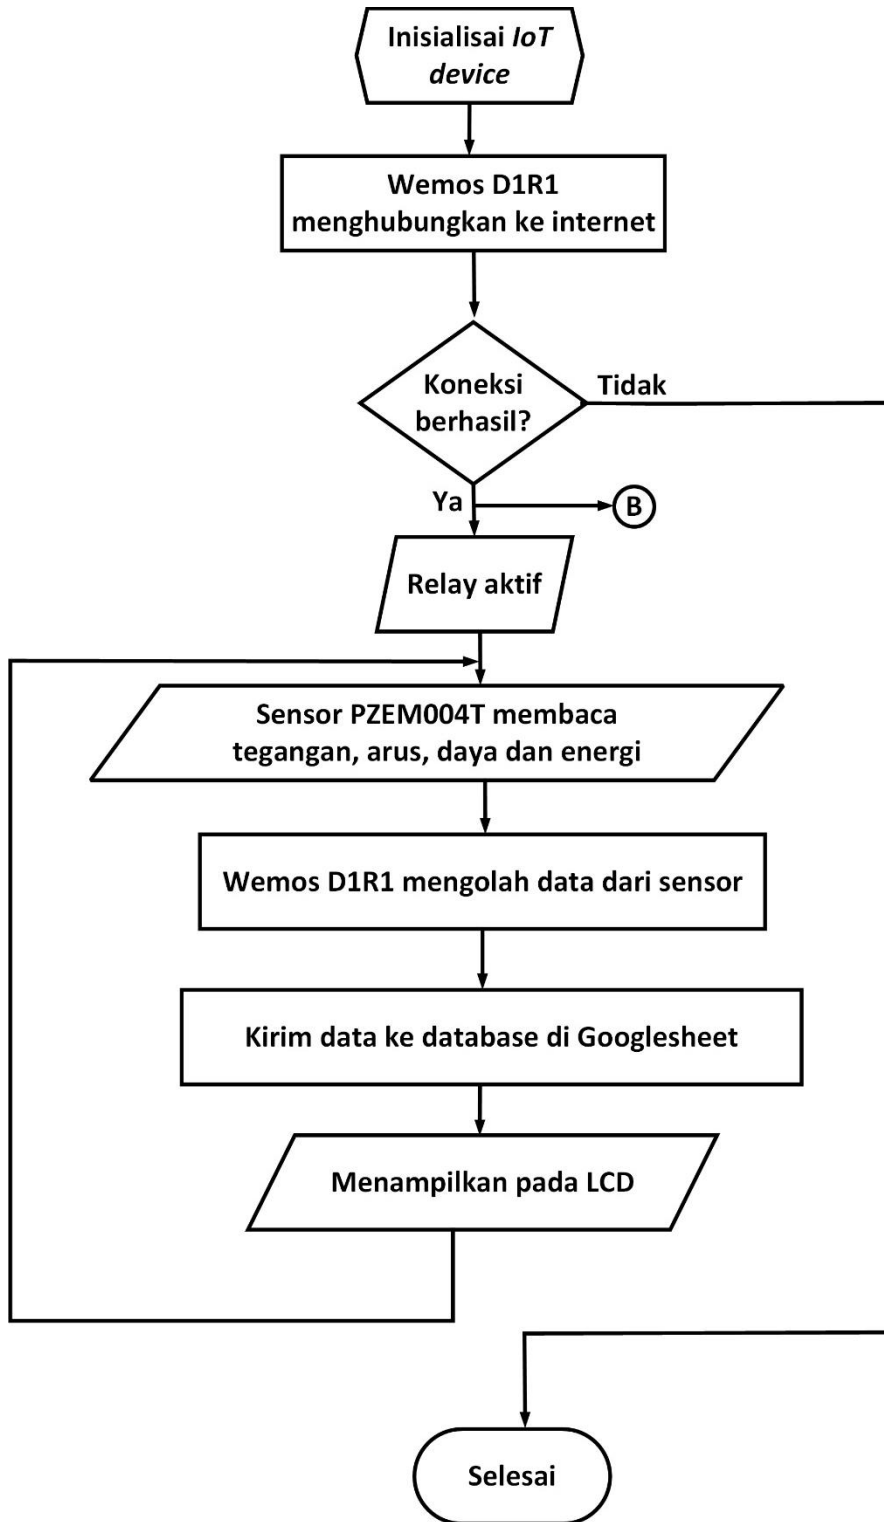 Inisialisai IoT
device
Wemos D1R1
menghubungkan ke internet
Koneksi
berhasil?
Tidak
Ya
B
Relay aktif
Sensor PZEM004T membaca
tegangan, arus, daya dan energi
Wemos D1R1 mengolah data dari sensor
Kirim data ke database di Googlesheet
Menampilkan pada LCD
Selesai